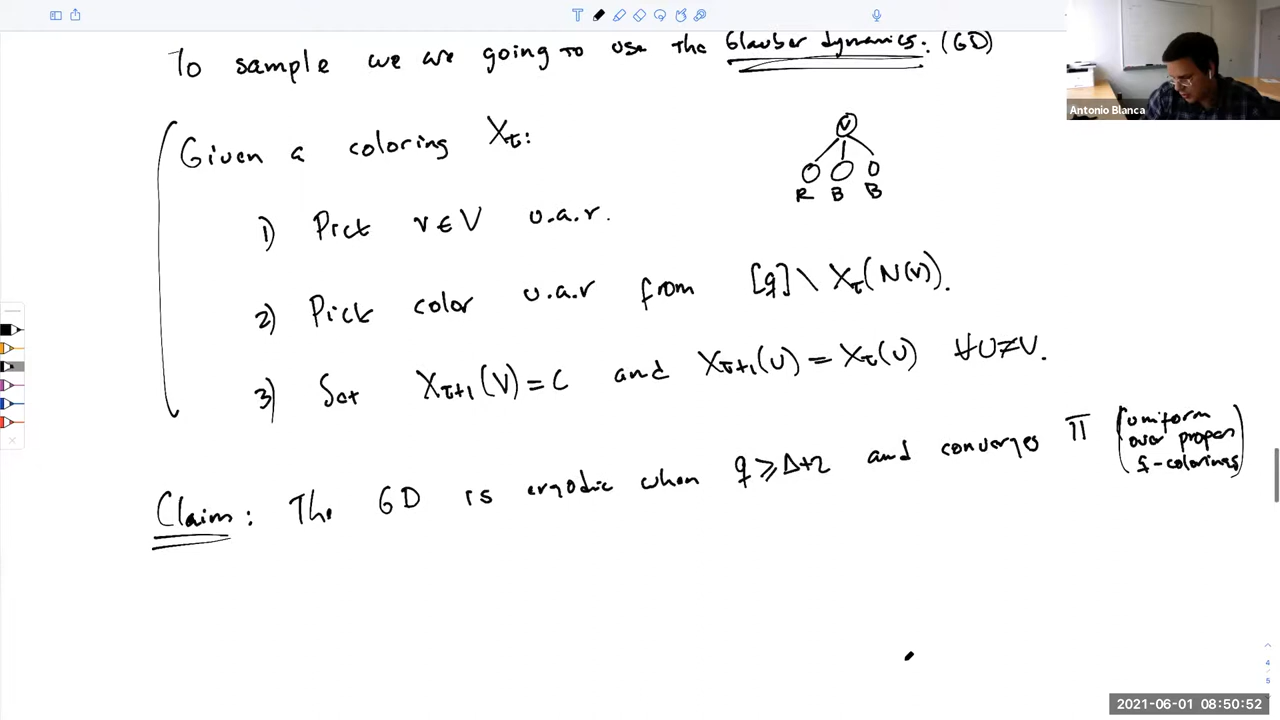 To sample we are going to use the Glauber dynamics: (GD)
Antonio Blanca
Given a coloring Xt:
V
R B B
1) Pick v∈V u.a.r.
2) Pick color u.a.r from [q] \ Xt(N(v)).
3) Set Xt+1(v) = c and Xt+1(u) = Xt(u) ∀u≠v.
Claim: The GD is ergodic when q ≥ Δ+2 and converges π (uniform over proper q-colorings)
4
5
2021-06-01 08:50:52